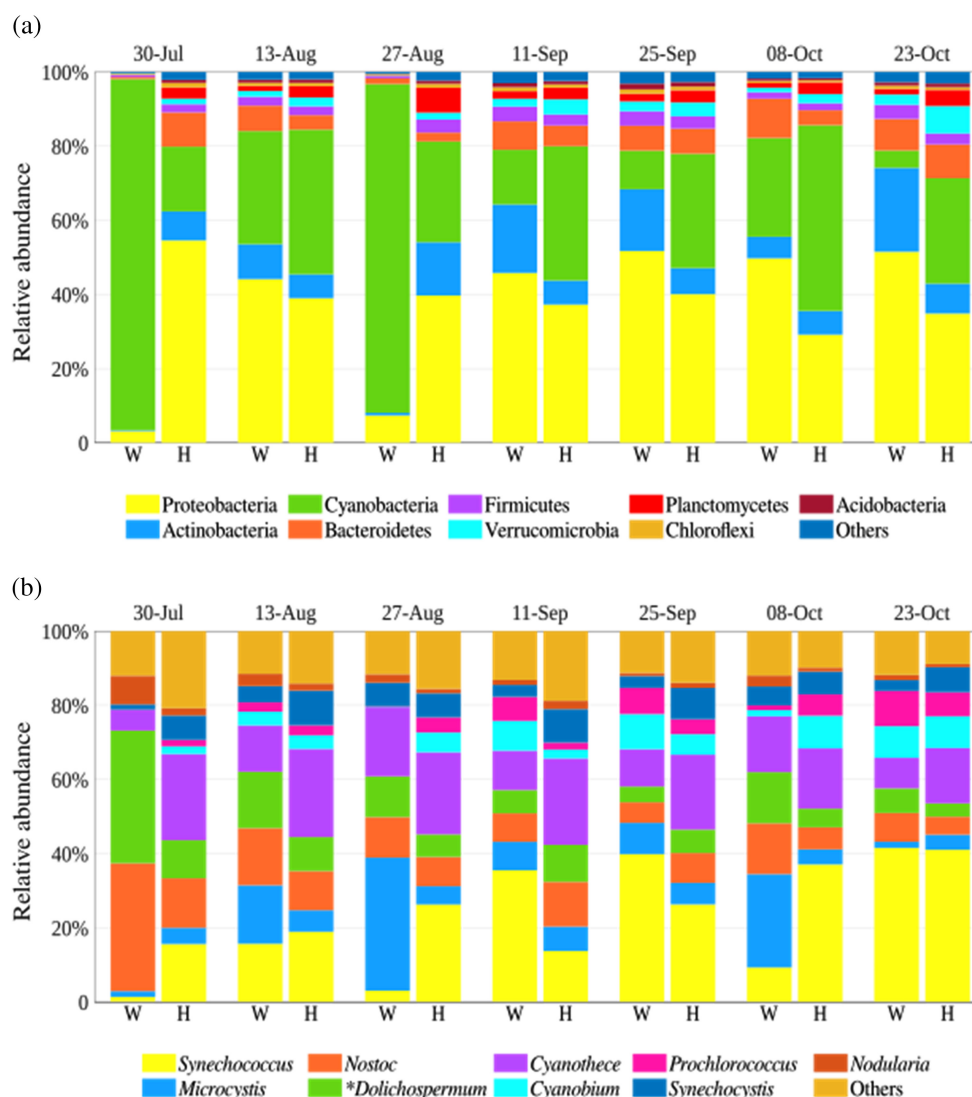 (a)
30-Jul 13-Aug 27-Aug 11-Sep 25-Sep 08-Oct 23-Oct
100%
80%
60%
40%
20%
0
Relative abundance
W H W H W H W H W H W H W H
Proteobacteria Cyanobacteria Firmicutes Planctomycetes Acidobacteria
Actinobacteria Bacteroidetes Verrucomicrobia Chloroflexi Others
(b)
30-Jul 13-Aug 27-Aug 11-Sep 25-Sep 08-Oct 23-Oct
100%
80%
60%
40%
20%
0
Relative abundance
W H W H W H W H W H W H W H
Synechococcus Nostoc Cyanothece Prochlorococcus Nodularia
Microcystis *Dolichospermum Cyanobium Synechocystis Others